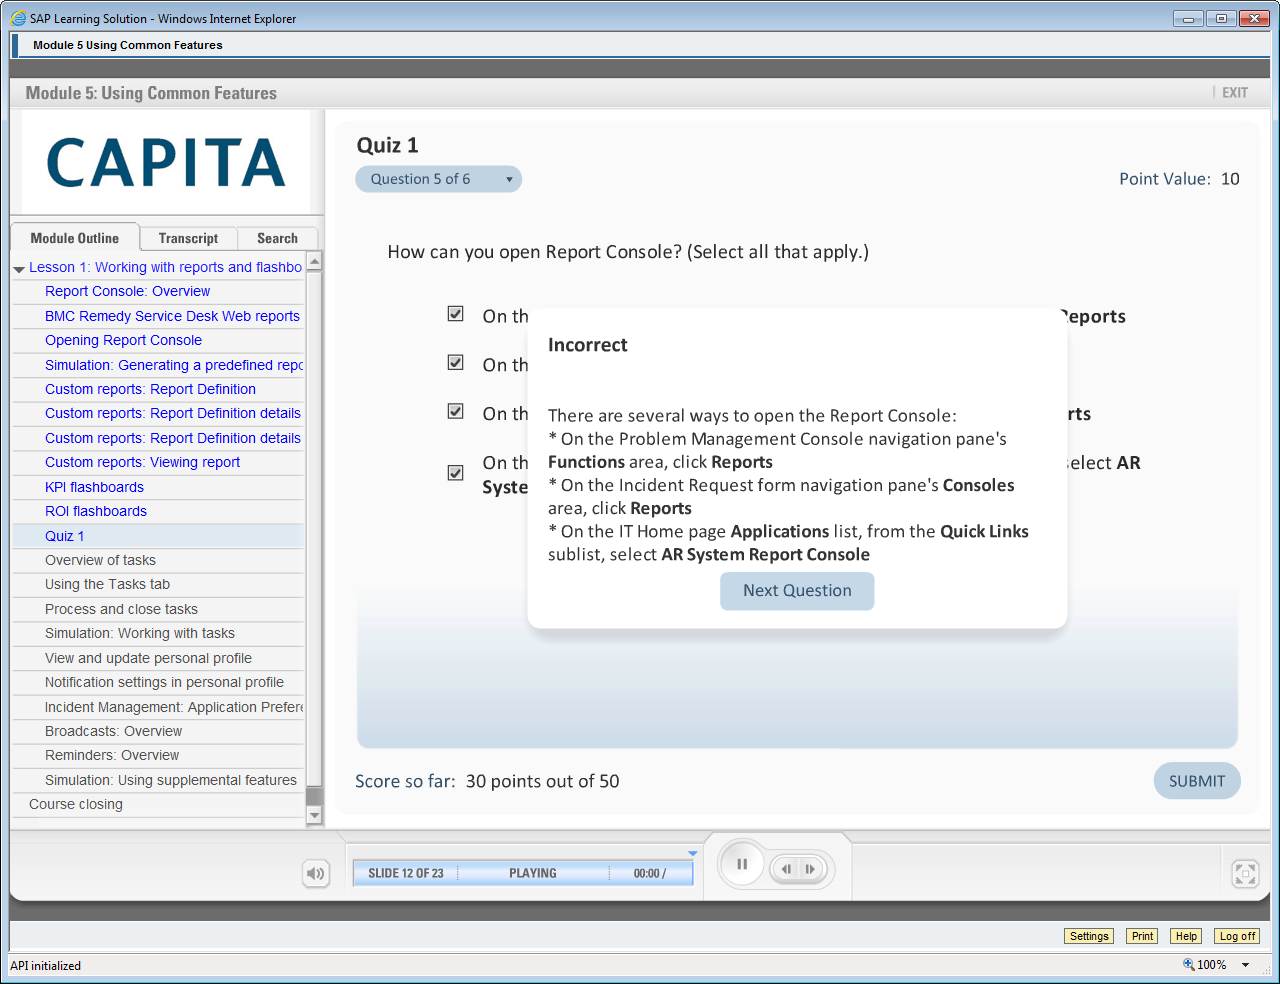 SAP Learning Solution - Windows Internet Explorer
Module 5 Using Common Features
Module 5: Using Common Features
EXIT
CAPITA
Module Outline
Transcript
Search
Lesson 1: Working with reports and flashbo
Report Console: Overview
BMC Remedy Service Desk Web reports
Opening Report Console
Simulation: Generating a predefined repo
Custom reports: Report Definition
Custom reports: Report Definition details
Custom reports: Report Definition details
Custom reports: Viewing report
KPI flashboards
ROI flashboards
Quiz 1
Overview of tasks
Using the Tasks tab
Process and close tasks
Simulation: Working with tasks
View and update personal profile
Notification settings in personal profile
Incident Management: Application Prefere
Broadcasts: Overview
Reminders: Overview
Simulation: Using supplemental features
Course closing
Quiz 1
Question 5 of 6
Point Value: 10
How can you open Report Console? (Select all that apply.)
On th
Reports
On th
On th
rts
On th
select AR
Syste
Incorrect
There are several ways to open the Report Console:
* On the Problem Management Console navigation pane's
Functions area, click Reports
* On the Incident Request form navigation pane's Consoles
area, click Reports
* On the IT Home page Applications list, from the Quick Links
sublist, select AR System Report Console
Next Question
Score so far: 30 points out of 50
SUBMIT
SLIDE 12 OF 23
PLAYING
00:00 /
Settings
Print
Help
Log off
API initialized
100%